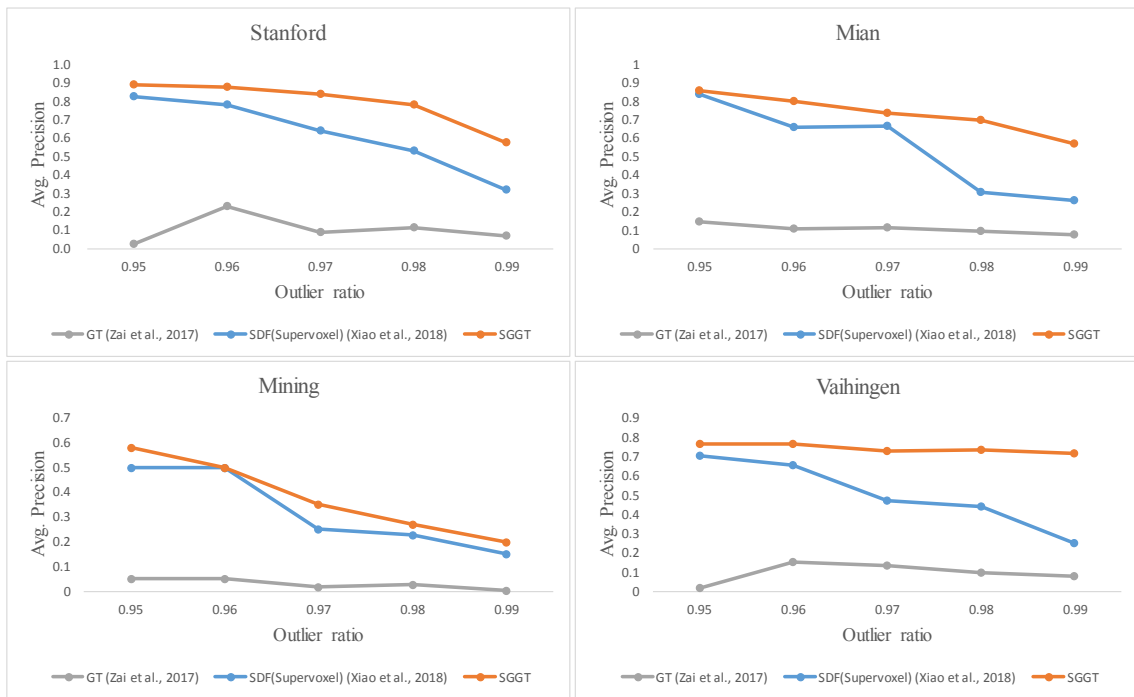 Stanford
Avg. Precision
1.0
0.9
0.8
0.7
0.6
0.5
0.4
0.3
0.2
0.1
0.0
0.95 0.96 0.97 0.98 0.99
Outlier ratio
GT (Zai et al., 2017) SDF(Supervoxel) (Xiao et al., 2018) SGGT
Mian
Avg. Precision
1
0.9
0.8
0.7
0.6
0.5
0.4
0.3
0.2
0.1
0
0.95 0.96 0.97 0.98 0.99
Outlier ratio
GT (Zai et al., 2017) SDF(Supervoxel) (Xiao et al., 2018) SGGT
Mining
Avg. Precision
0.7
0.6
0.5
0.4
0.3
0.2
0.1
0
0.95 0.96 0.97 0.98 0.99
Outlier ratio
GT (Zai et al., 2017) SDF(Supervoxel) (Xiao et al., 2018) SGGT
Vaihingen
Avg. Precision
0.9
0.8
0.7
0.6
0.5
0.4
0.3
0.2
0.1
0
0.95 0.96 0.97 0.98 0.99
Outlier ratio
GT (Zai et al., 2017) SDF(Supervoxel) (Xiao et al., 2018) SGGT